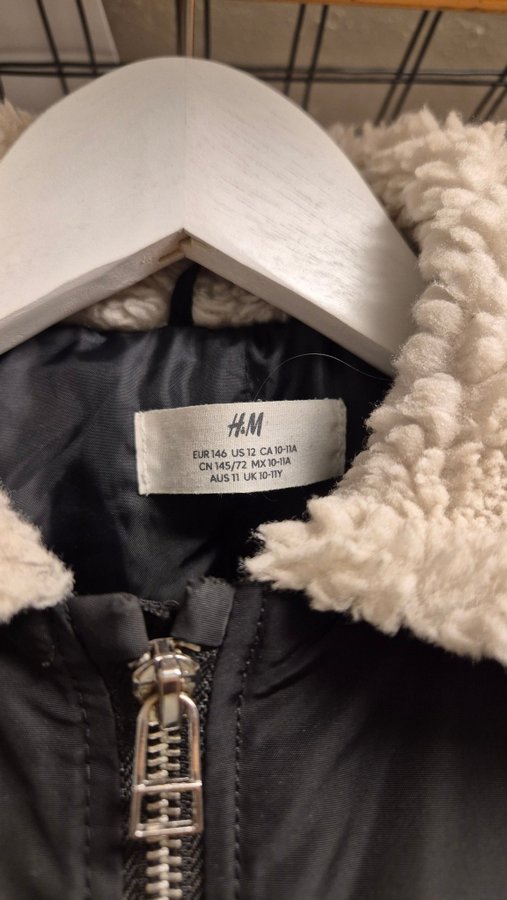 H&M
EUR 146 US 12 CA 10-11A
CN 145/72 MX 10-11A
AUS 11 UK 10-11Y